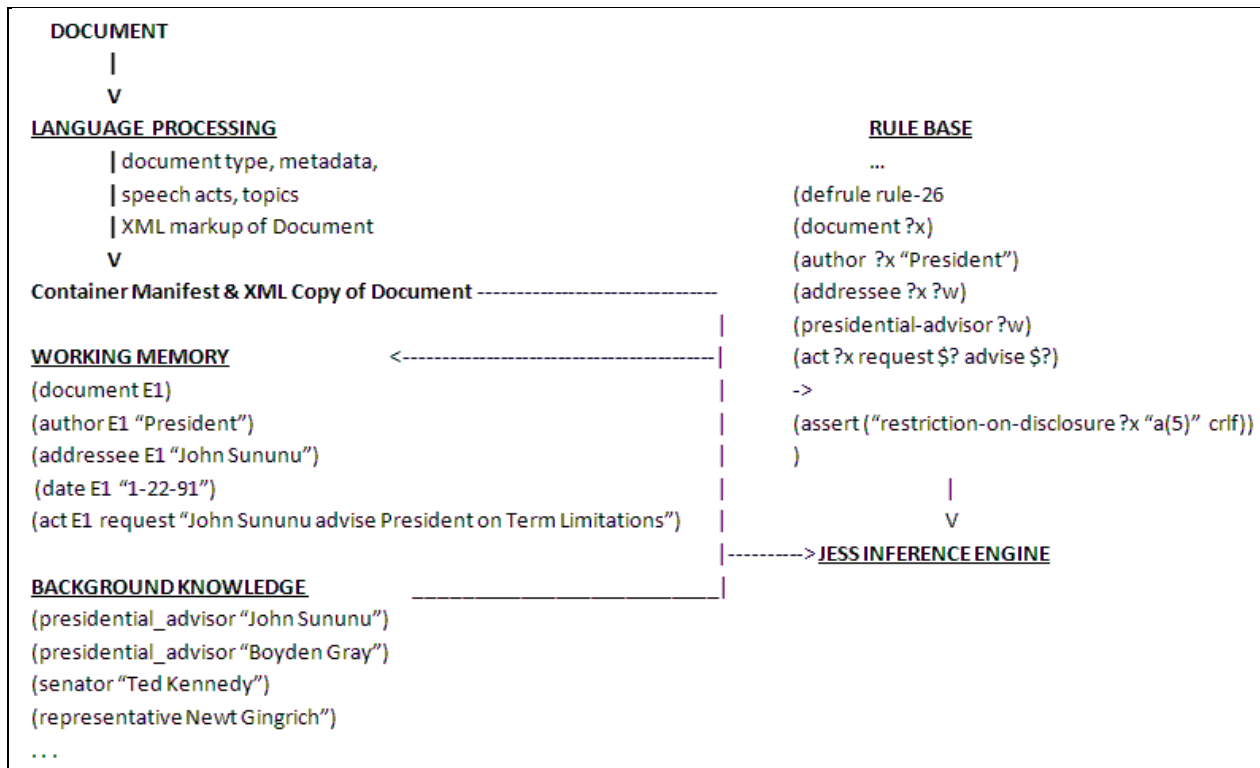 DOCUMENT
|
V
LANGUAGE PROCESSING
| document type, metadata,
| speech acts, topics
| XML markup of Document
V
Container Manifest & XML Copy of Document -------------------------------
WORKING MEMORY <----------------------------------------|
(document E1)
(author E1 “President”)
(addressee E1 “John Sununu”)
(date E1 “1-22-91”)
(act E1 request “John Sununu advise President on Term Limitations”)
BACKGROUND KNOWLEDGE __________________________|
(presidential_advisor “John Sununu”)
(presidential_advisor “Boyden Gray”)
(senator “Ted Kennedy”)
(representative Newt Gingrich”)
. . .
RULE BASE
...
(defrule rule-26
(document ?x)
(author ?x “President”)
(addressee ?x ?w)
(presidential-advisor ?w)
(act ?x request $? advise $?)
->
(assert (“restriction-on-disclosure ?x “a(5)” crlf))
)
|
V
|---------->JESS INFERENCE ENGINE